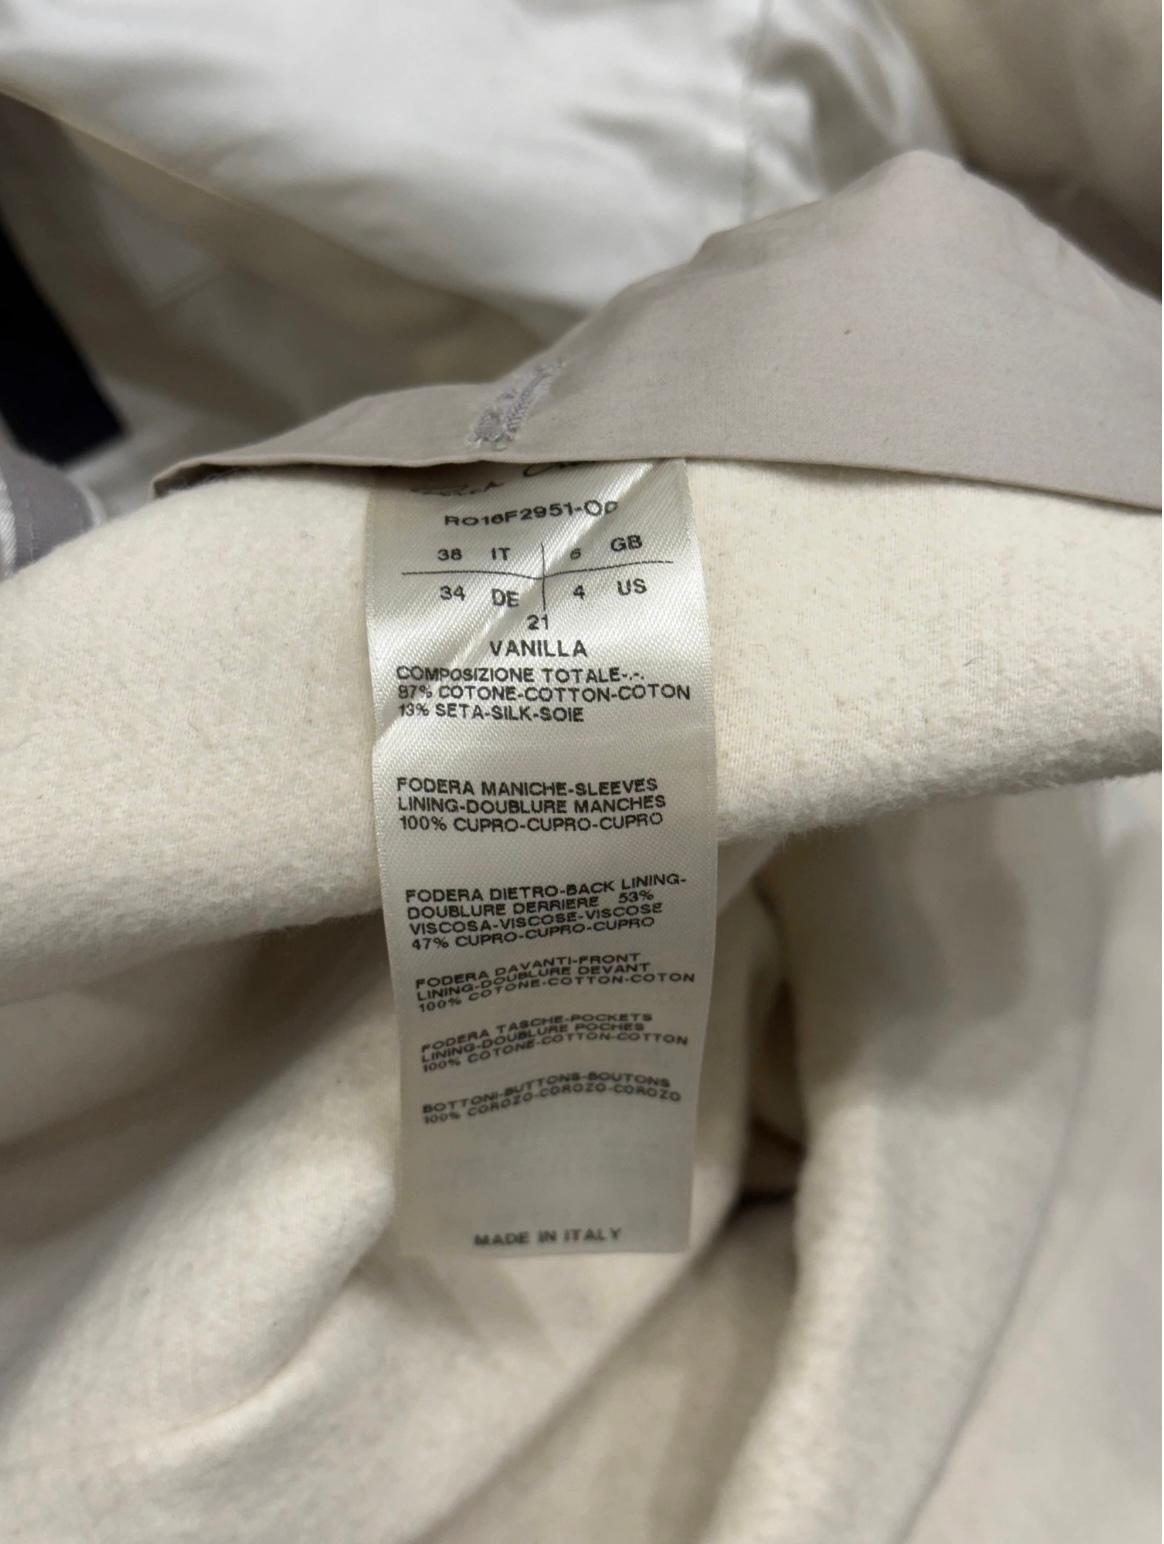 RO16F2951-OD
38 IT 6 GB
34 DE 4 US
21
VANILLA
COMPOSIZIONE TOTALE-.-.
87% COTONE-COTTON-COTON
13% SETA-SILK-SOIE
FODERA MANICHE-SLEEVES
LINING-DOUBLURE MANCHES
100% CUPRO-CUPRO-CUPRO
FODERA DIETRO-BACK LINING-
DOUBLURE DERRIERE 53%
VISCOSA-VISCOSE-VISCOSE
47% CUPRO-CUPRO-CUPRO
FODERA DAVANTI-FRONT
LINING-DOUBLURE DEVANT
100% COTONE-COTTON-COTON
FODERA TASCHE-POCKETS
LINING-DOUBLURE POCHES
100% COTONE-COTTON-COTTON
BOTTONI-BUTTONS-BOUTONS
100% COROZO-COROZO-COROZO
MADE IN ITALY